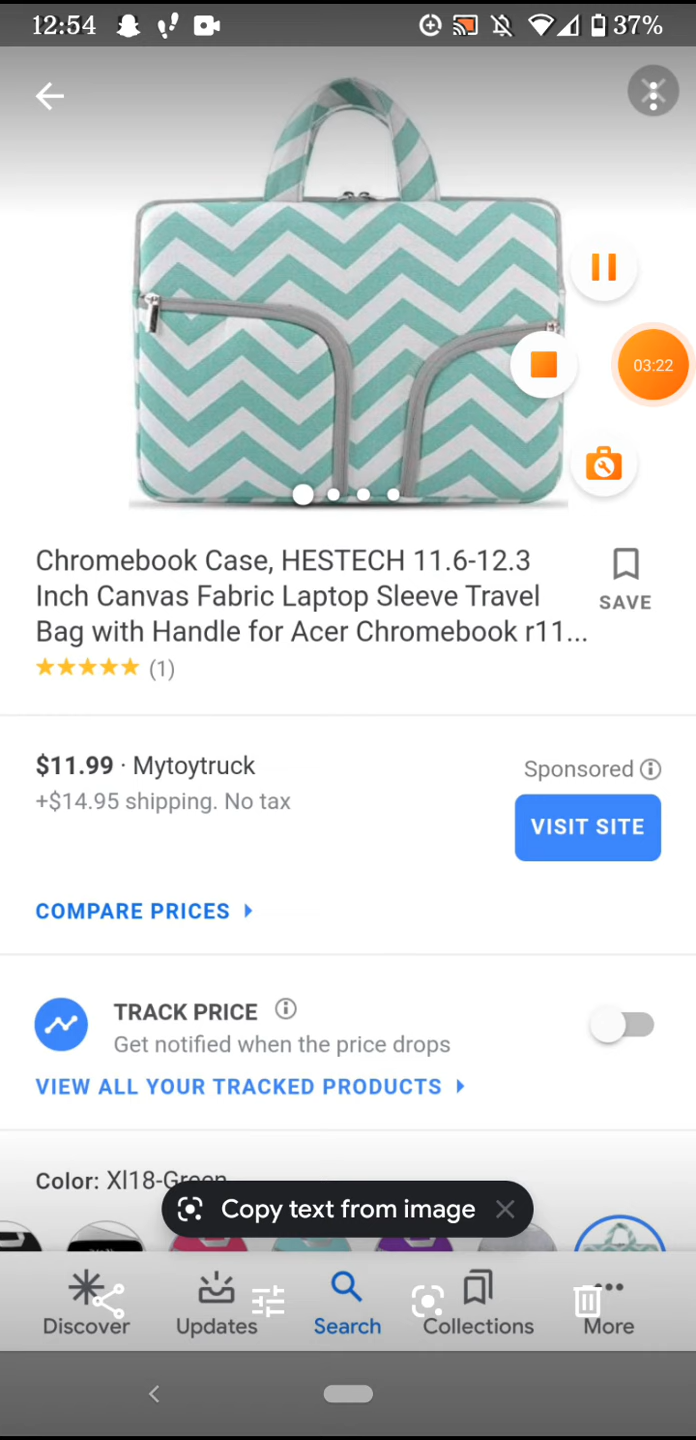 12:54
37%
03:22
Chromebook Case, HESTECH 11.6-12.3
Inch Canvas Fabric Laptop Sleeve Travel
Bag with Handle for Acer Chromebook r11...
SAVE
(1)
$11.99 · Mytoytruck
Sponsored
+$14.95 shipping. No tax
VISIT SITE
COMPARE PRICES
TRACK PRICE
Get notified when the price drops
VIEW ALL YOUR TRACKED PRODUCTS
Color: Xl18-Green
Copy text from image
Discover
Updates
Search
Collections
More